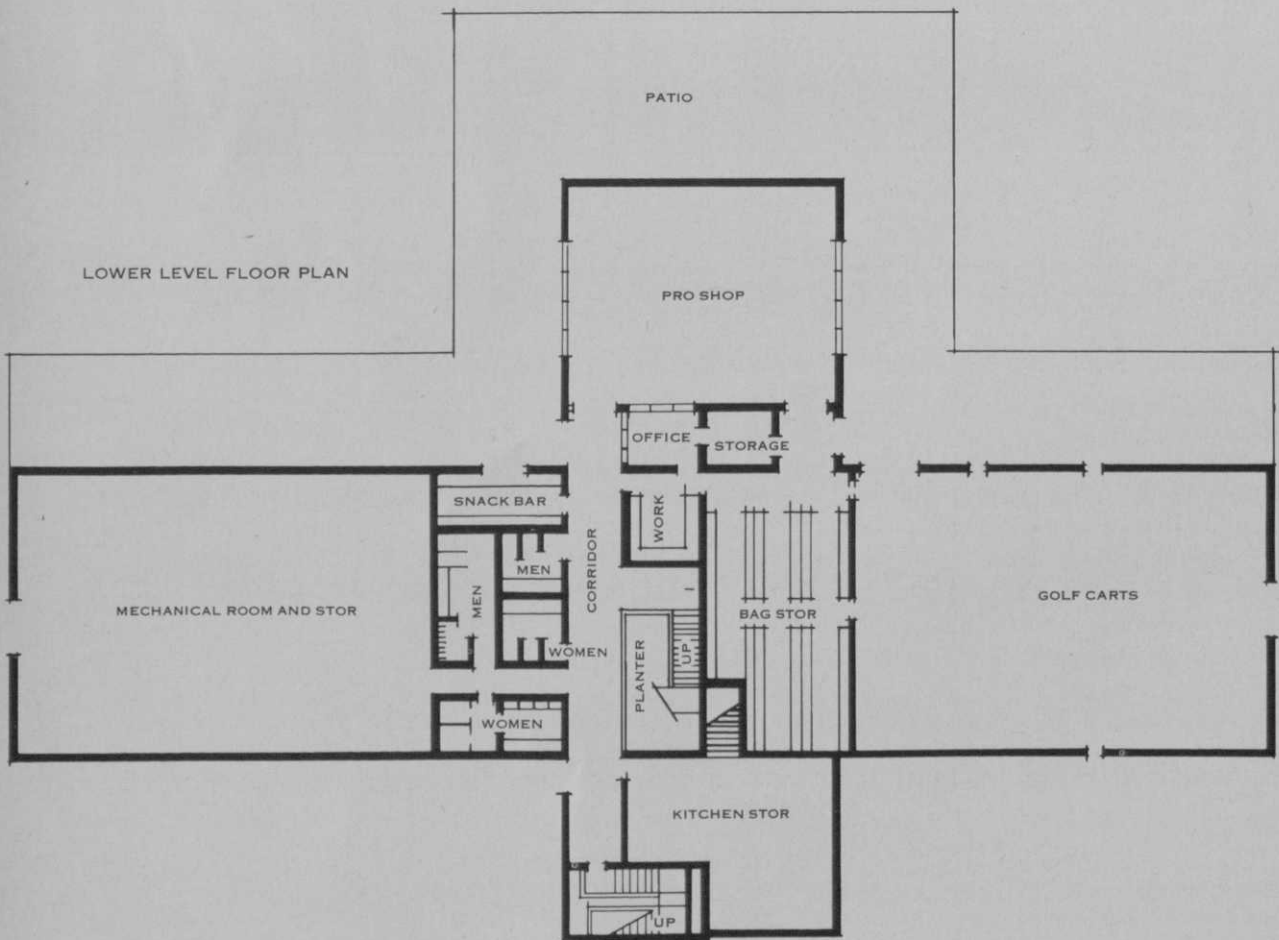 PATIO
LOWER LEVEL FLOOR PLAN
PRO SHOP
OFFICE
STORAGE
SNACK BAR
WORK
CORRIDOR
MEN
MEN
MECHANICAL ROOM AND STOR
BAG STOR
GOLF CARTS
WOMEN
UP
PLANTER
WOMEN
KITCHEN STOR
UP